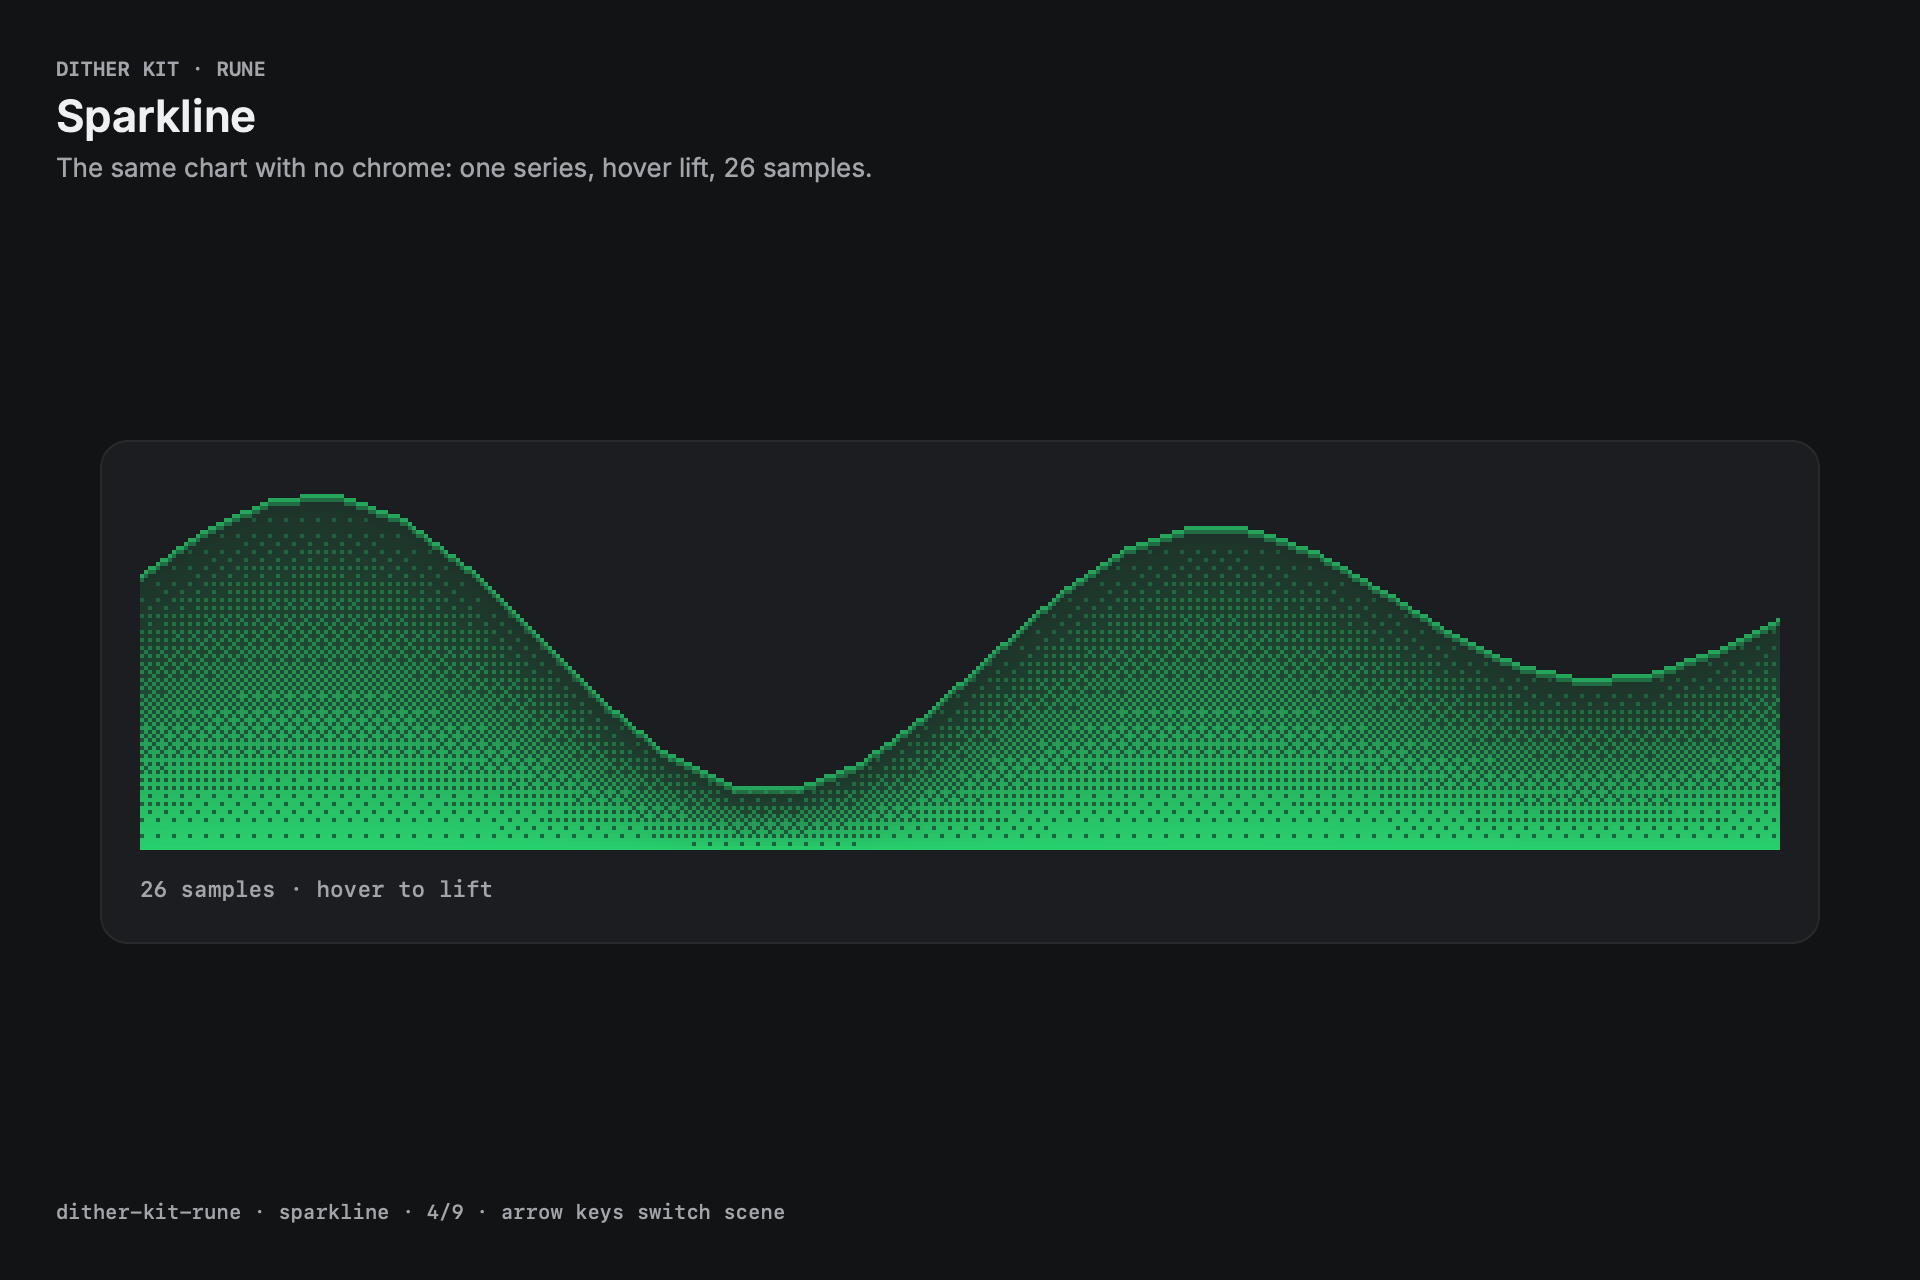 DITHER KIT · RUNE
Sparkline
The same chart with no chrome: one series, hover lift, 26 samples.
26 samples · hover to lift
dither-kit-rune · sparkline · 4/9 · arrow keys switch scene